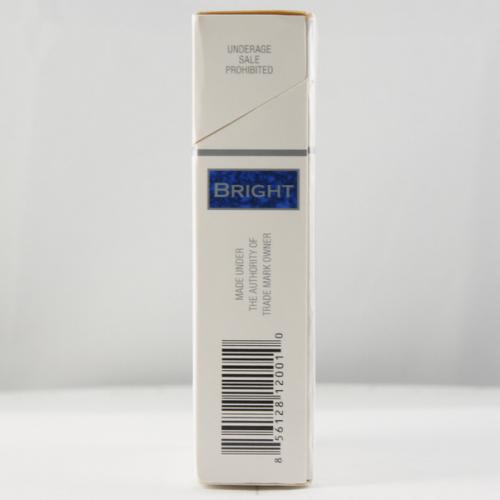 UNDERAGE
SALE
PROHIBITED
BRIGHT
MADE UNDER
THE AUTHORITY OF
TRADE MARK OWNER
8 56128 12001 0